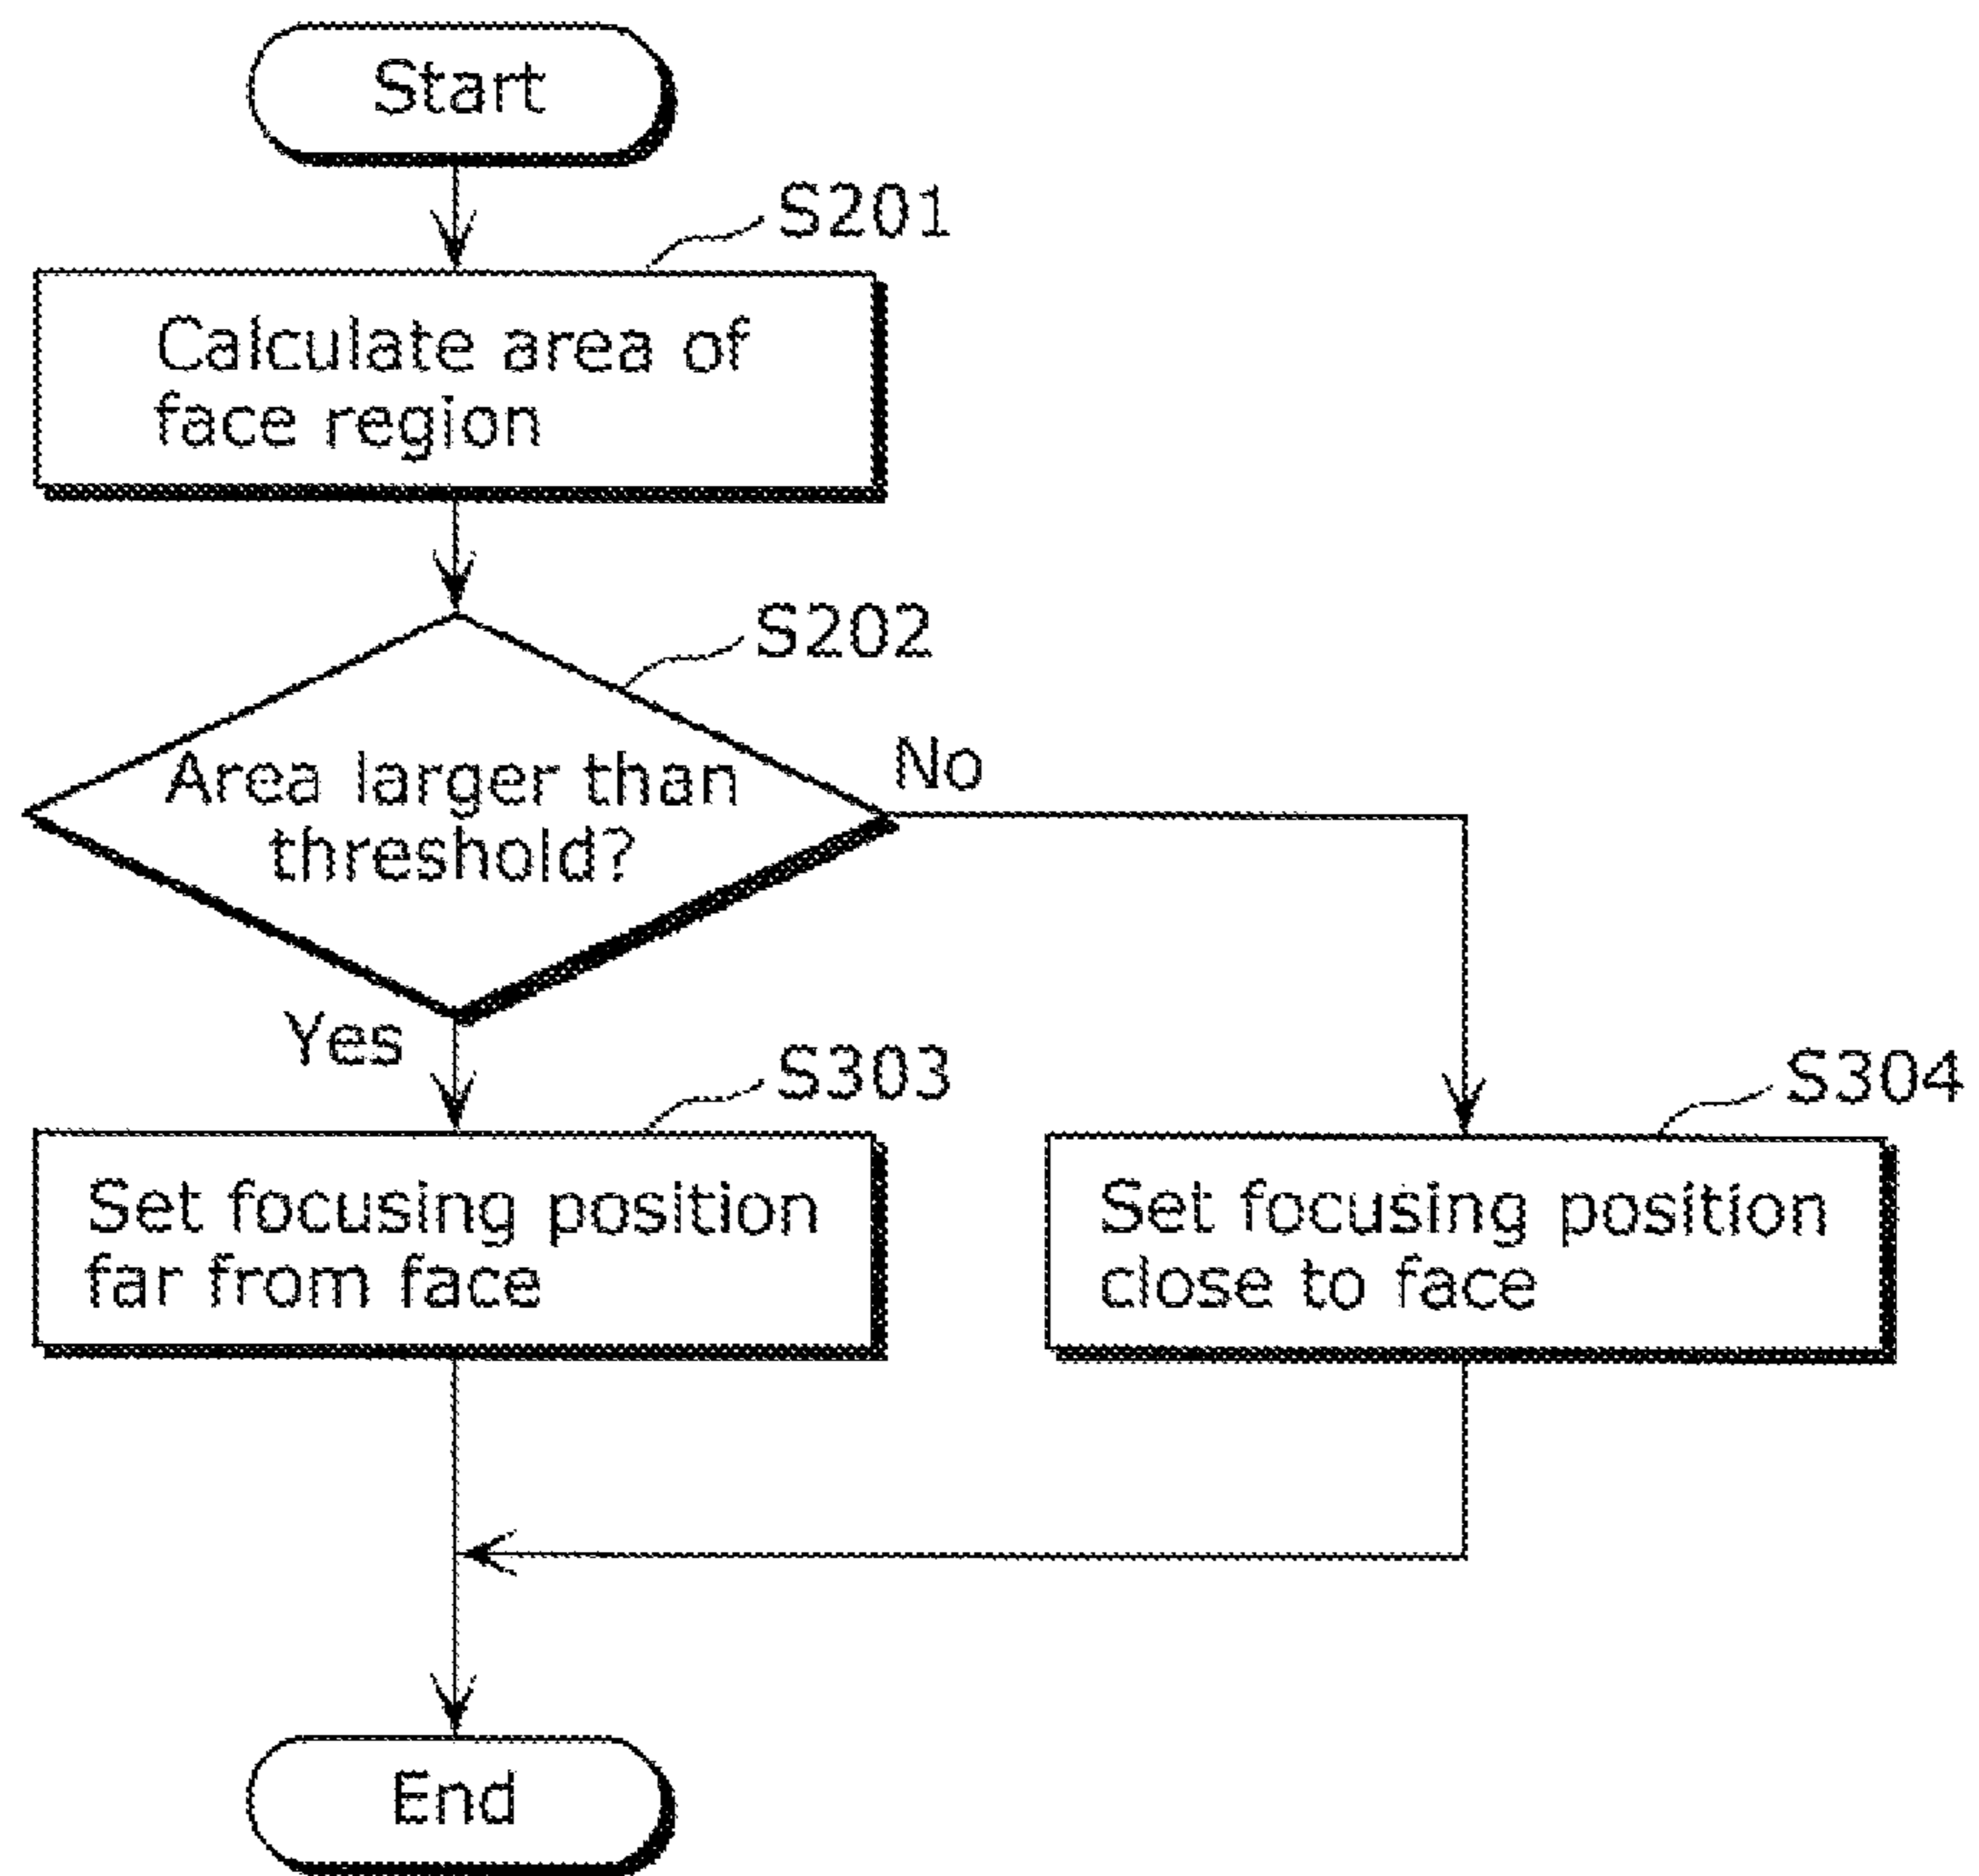 Start
S201
Calculate area of
face region
S202
Area larger than
threshold?
No
Yes
S303
Set focusing position
far from face
S304
Set focusing position
close to face
End